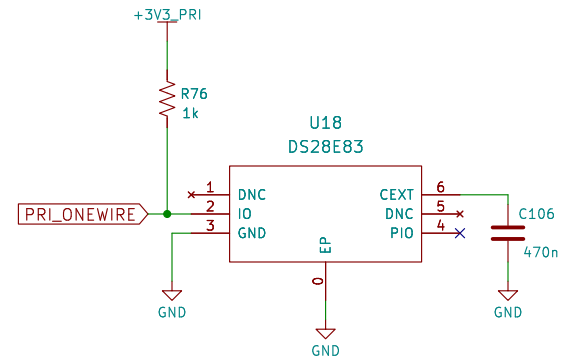 +3V3_PRI
R76
1k
U18
DS28E83
PRI_ONEWIRE
1 DNC
2 IO
3 GND
CEXT 6
DNC 5
PIO 4
EP
0
C106
470n
GND
GND
GND